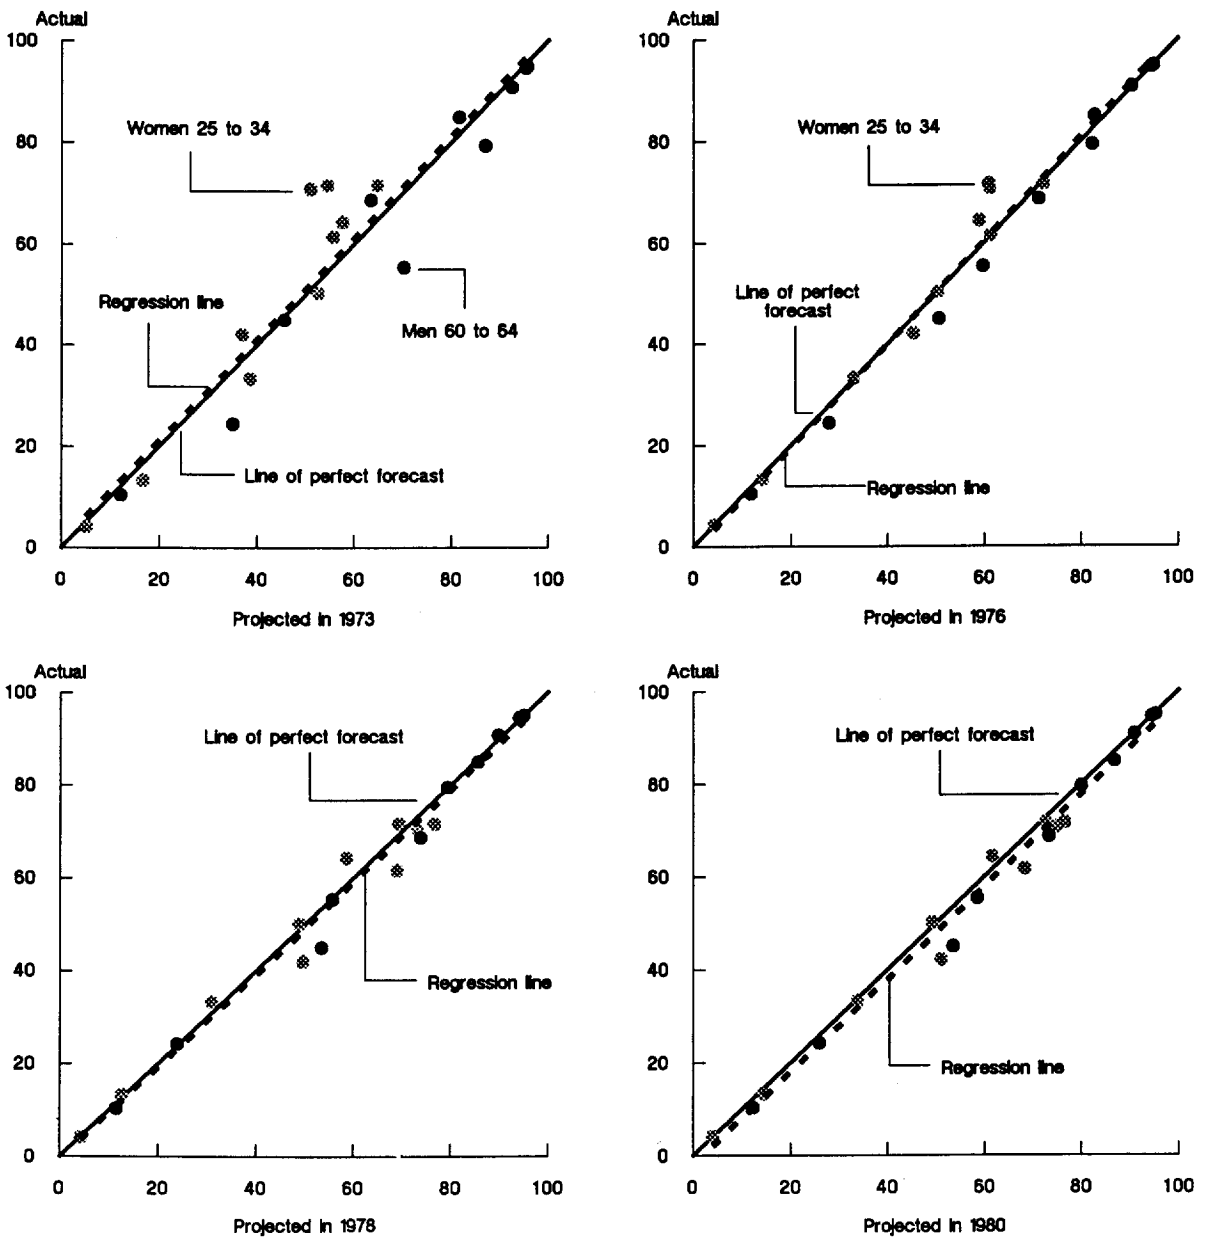 Actual
100
80
60
40
20
0
Women 25 to 34
Regression line
Men 60 to 64
Line of perfect forecast
0 20 40 60 80 100
Projected in 1973
Actual
100
80
60
40
20
0
Women 25 to 34
Line of perfect
forecast
Regression line
0 20 40 60 80 100
Projected in 1976
Actual
100
80
60
40
20
0
Line of perfect forecast
Regression line
0 20 40 60 80 100
Projected in 1978
Actual
100
80
60
40
20
0
Line of perfect forecast
Regression line
0 20 40 60 80 100
Projected in 1980